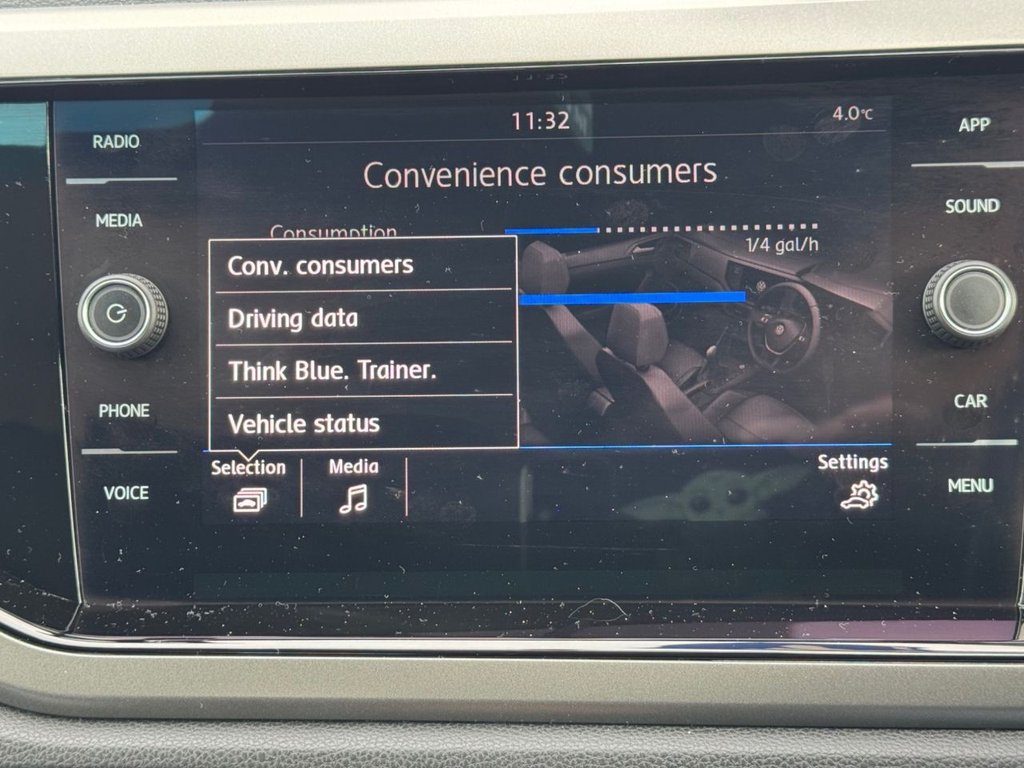 11:32
4.0°C
RADIO
APP
Convenience consumers
MEDIA
SOUND
Consumption
1/4 gal/h
Conv. consumers
Driving data
Think Blue. Trainer.
Vehicle status
PHONE
CAR
Selection
Media
Settings
VOICE
MENU